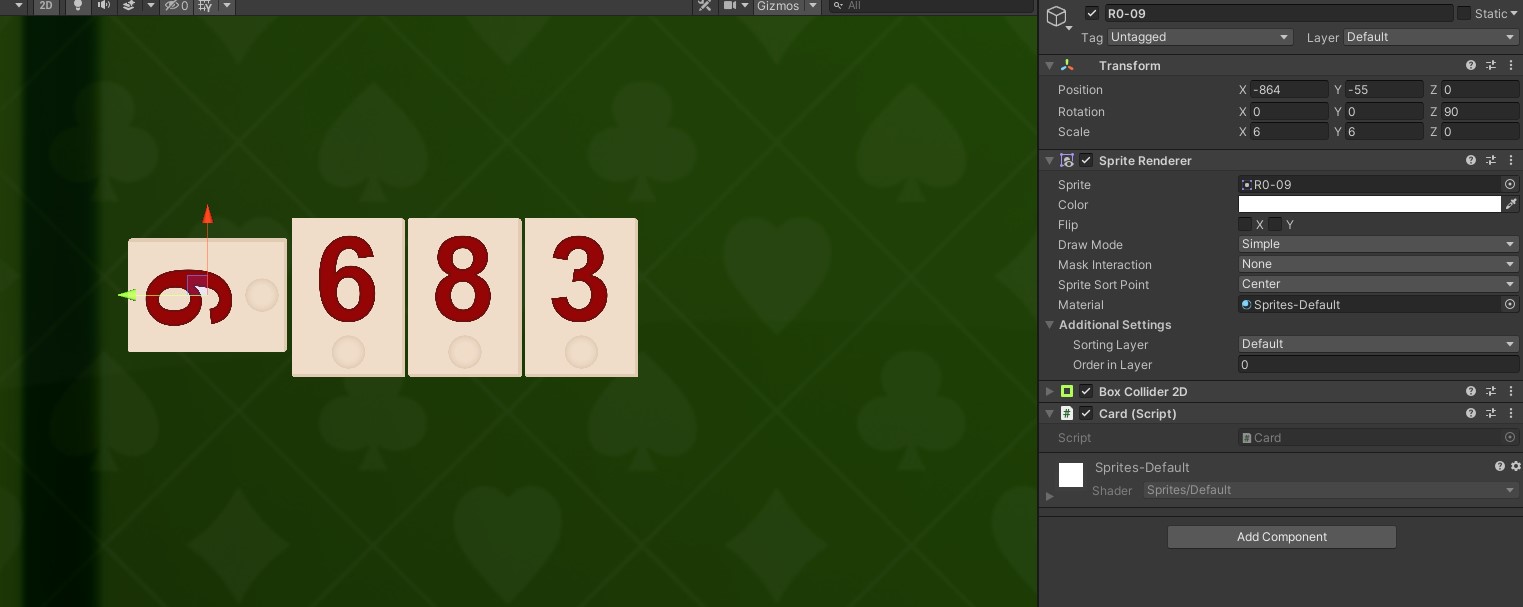 2D 0 Gizmos All
R0-09 Static
Tag Untagged Layer Default
Transform
Position X -864 Y -55 Z 0
Rotation X 0 Y 0 Z 90
Scale X 6 Y 6 Z 0
Sprite Renderer
Sprite R0-09
Color
Flip X Y
Draw Mode Simple
Mask Interaction None
Sprite Sort Point Center
Material Sprites-Default
Additional Settings
Sorting Layer Default
Order in Layer 0
Box Collider 2D
# Card (Script)
Script # Card
Sprites-Default
Shader Sprites/Default
Add Component
9 6 8 3